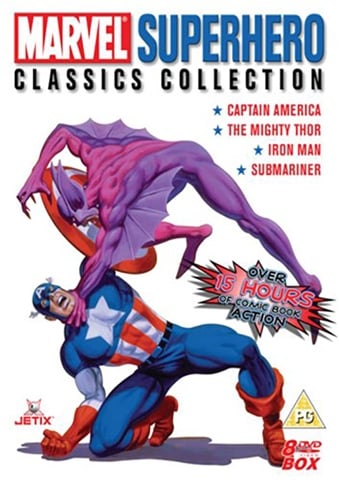 MARVEL SUPERHERO
CLASSICS COLLECTION
★ CAPTAIN AMERICA
★ THE MIGHTY THOR
★ IRON MAN
★ SUBMARINER
OVER
15 HOURS
OF COMIC BOOK
ACTION
JETIX
PG
8 DVD
BOX